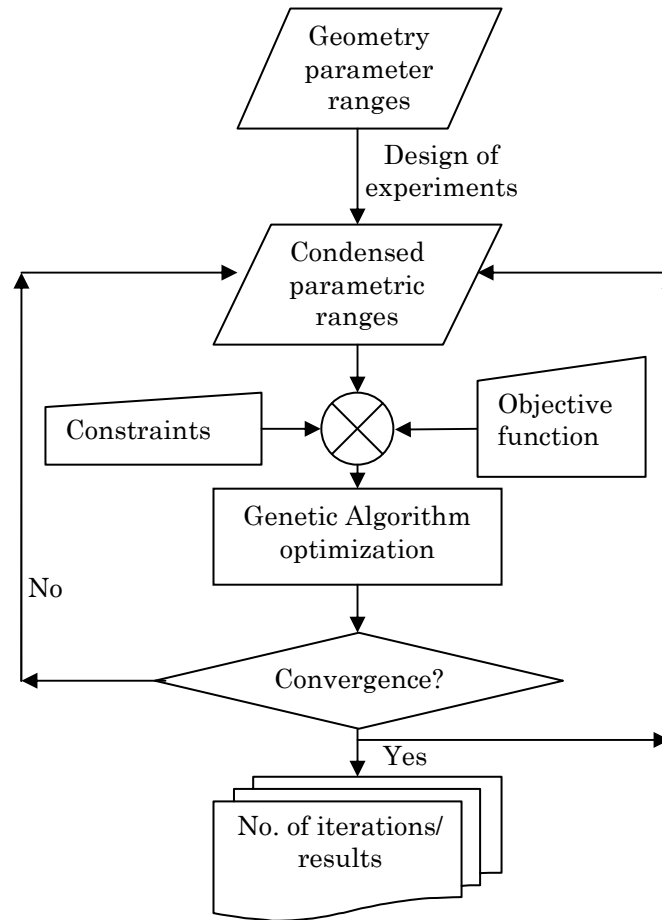 Geometry
parameter
ranges
Design of
experiments
Condensed
parametric
ranges
Constraints
Objective
function
Genetic Algorithm
optimization
No
Convergence?
Yes
No. of iterations/
results